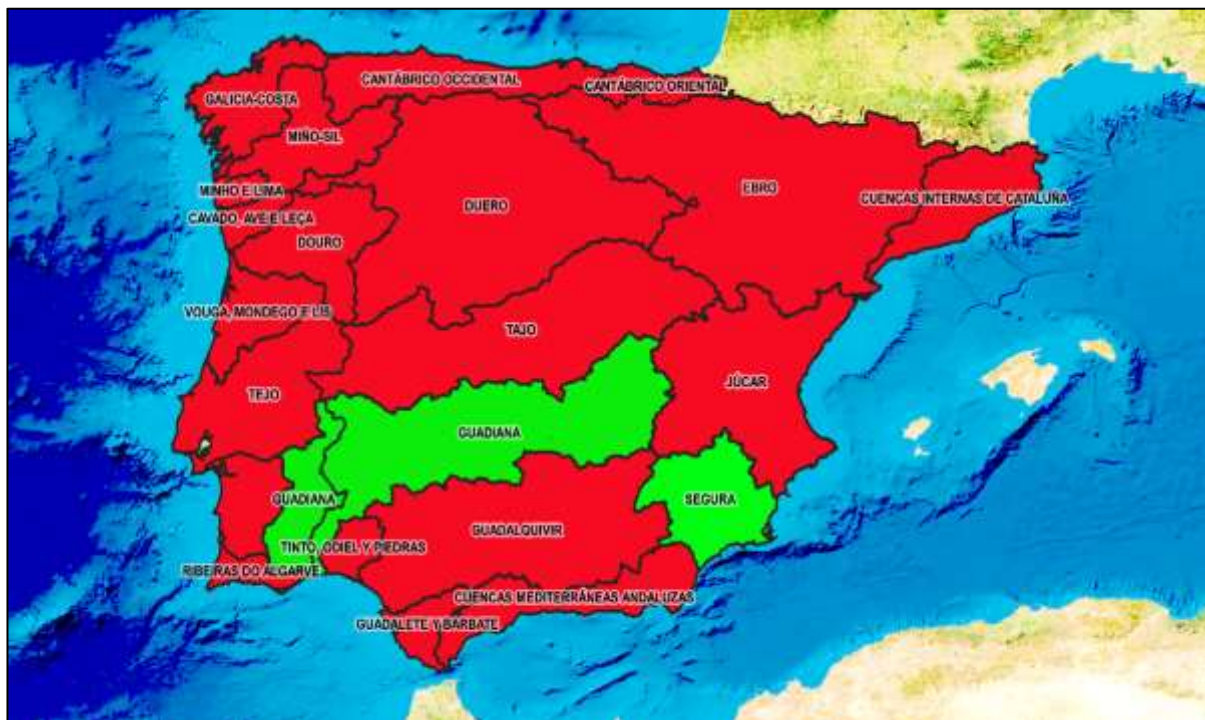 CANTÁBRICO OCCIDENTAL
CANTÁBRICO ORIENTAL
GALICIA-COSTA
MIÑO-SIL
MINHO E LIMA
EBRO
CUENCAS INTERNAS DE CATALUÑA
DUERO
CAVADO, AVE E LEÇA
DOURO
VOUGA, MONDEGO E LIS
TAJO
JÚCAR
TEJO
GUADIANA
GUADIANA
SEGURA
GUADALQUIVIR
TINTO, ODIEL Y PIEDRAS
RIBEIRAS DO ALGARVE
CUENCAS MEDITERRÁNEAS ANDALUZAS
GUADALETE Y BARBATE